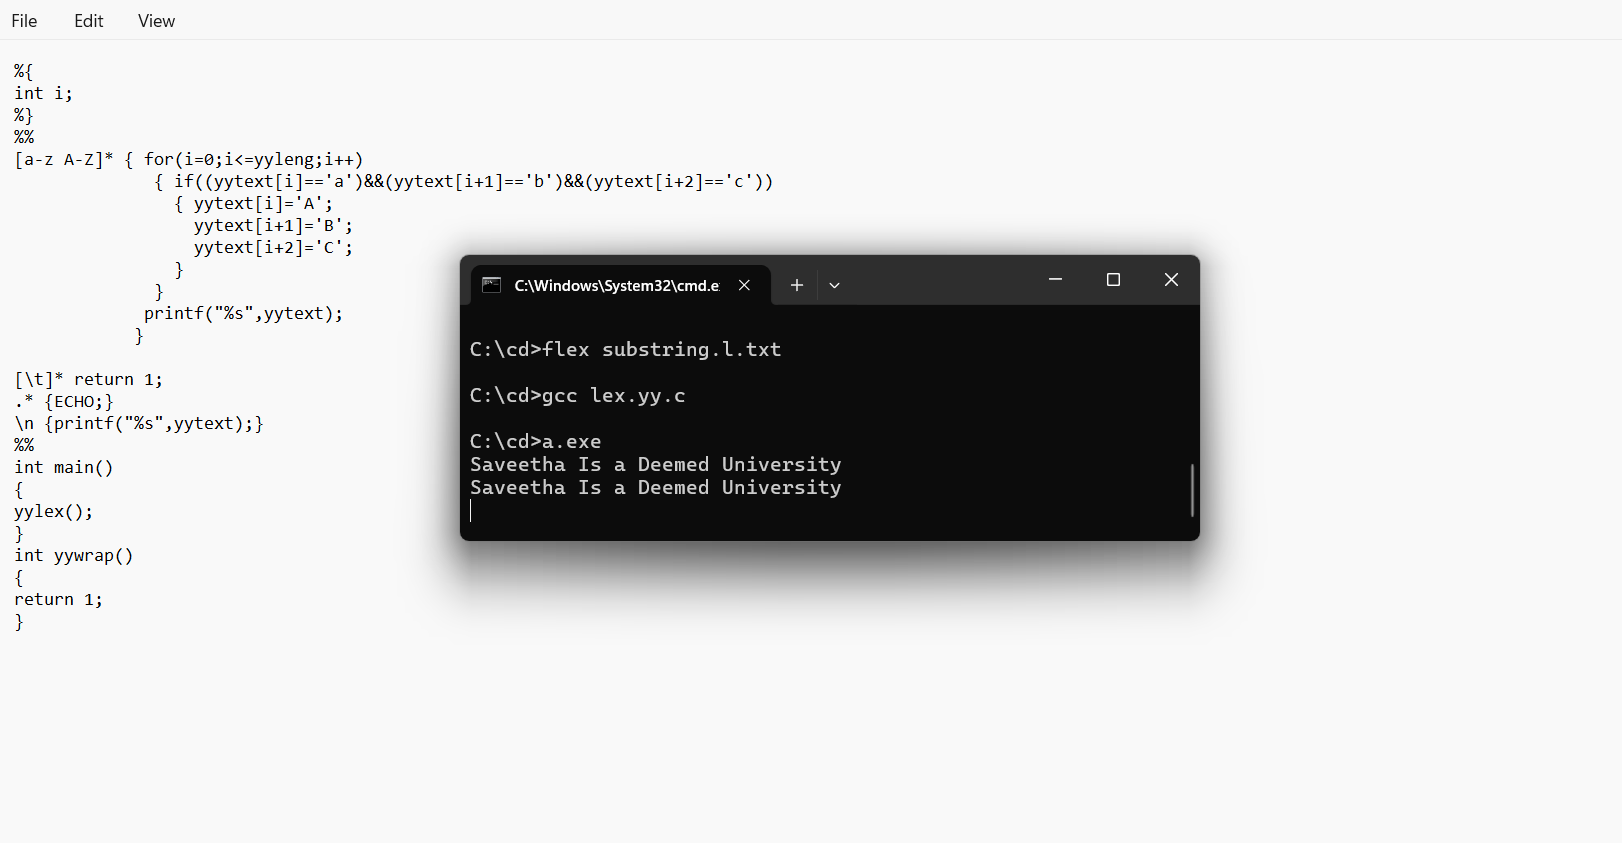 File Edit View
%{
int i;
%}
%%
[a-z A-Z]* { for(i=0;i<=yyleng;i++)
{ if((yytext[i]=='a')&&(yytext[i+1]=='b')&&(yytext[i+2]=='c'))
{ yytext[i]='A';
yytext[i+1]='B';
yytext[i+2]='C';
}
}
printf("%s",yytext);
}
[\t]* return 1;
.* {ECHO;}
\n {printf("%s",yytext);}
%%
int main()
{
yylex();
}
int yywrap()
{
return 1;
}
C:\Windows\System32\cmd.e
C:\cd>flex substring.l.txt
C:\cd>gcc lex.yy.c
C:\cd>a.exe
Saveetha Is a Deemed University
Saveetha Is a Deemed University